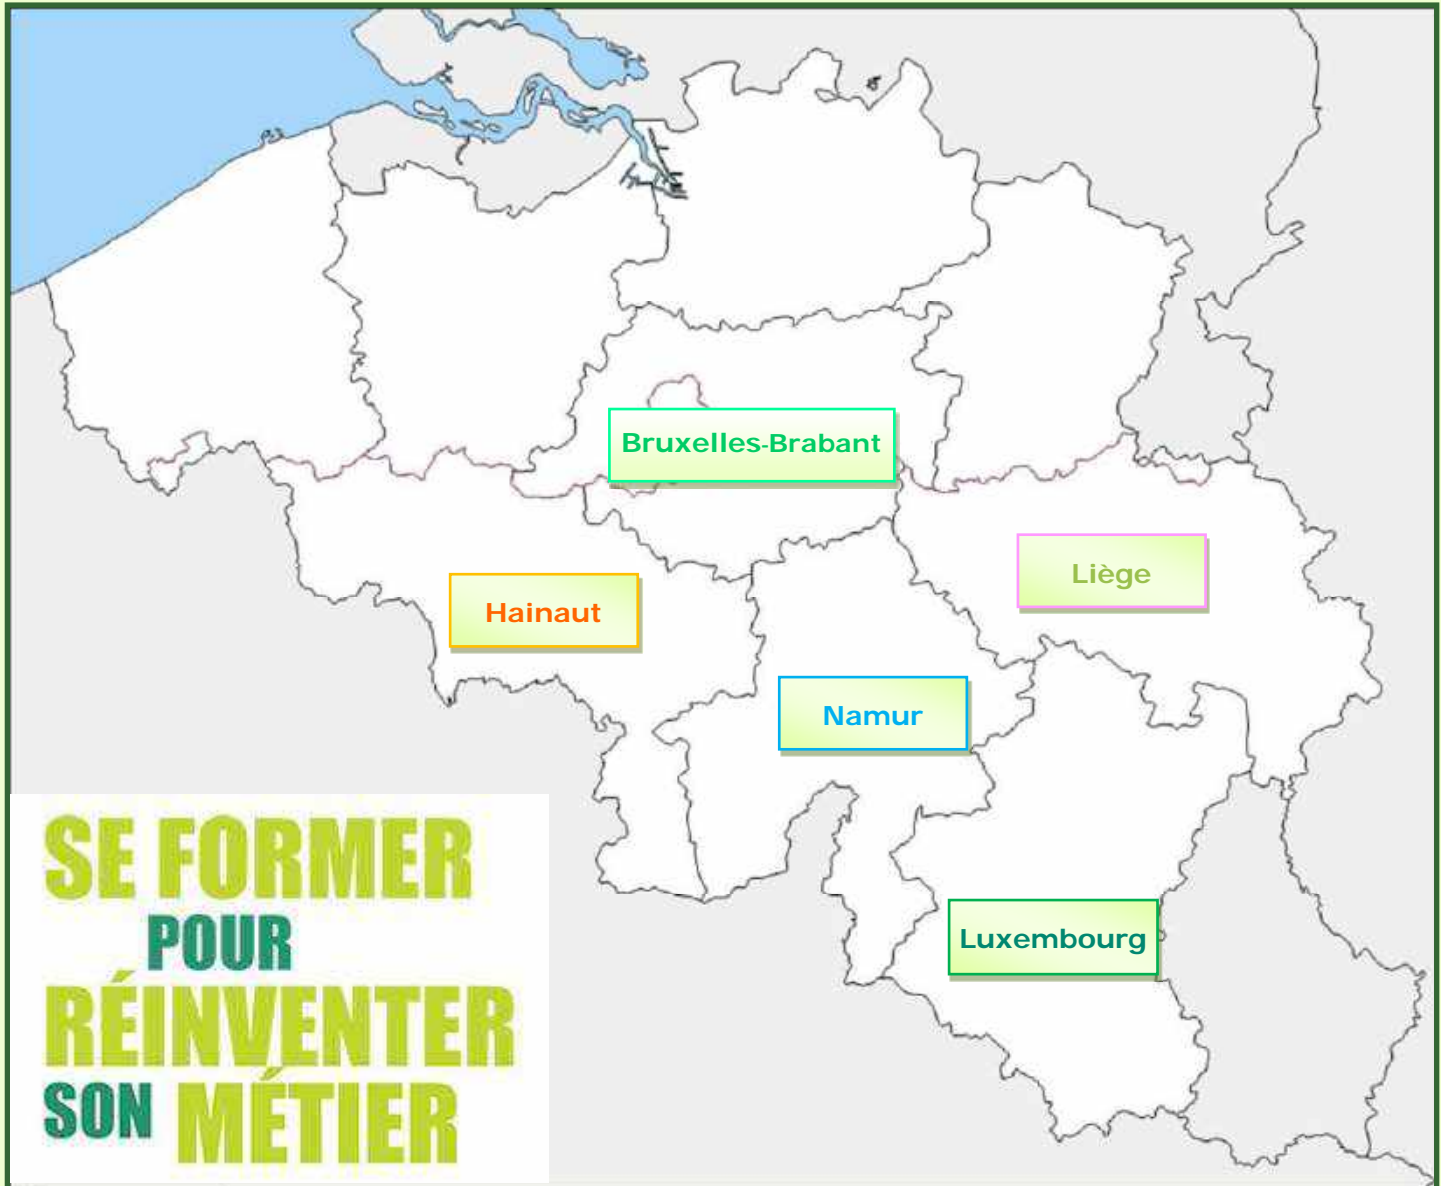 Bruxelles-Brabant
Liège
Hainaut
Namur
Luxembourg
SE FORMER
POUR
RÉINVENTER
SON MÉTIER